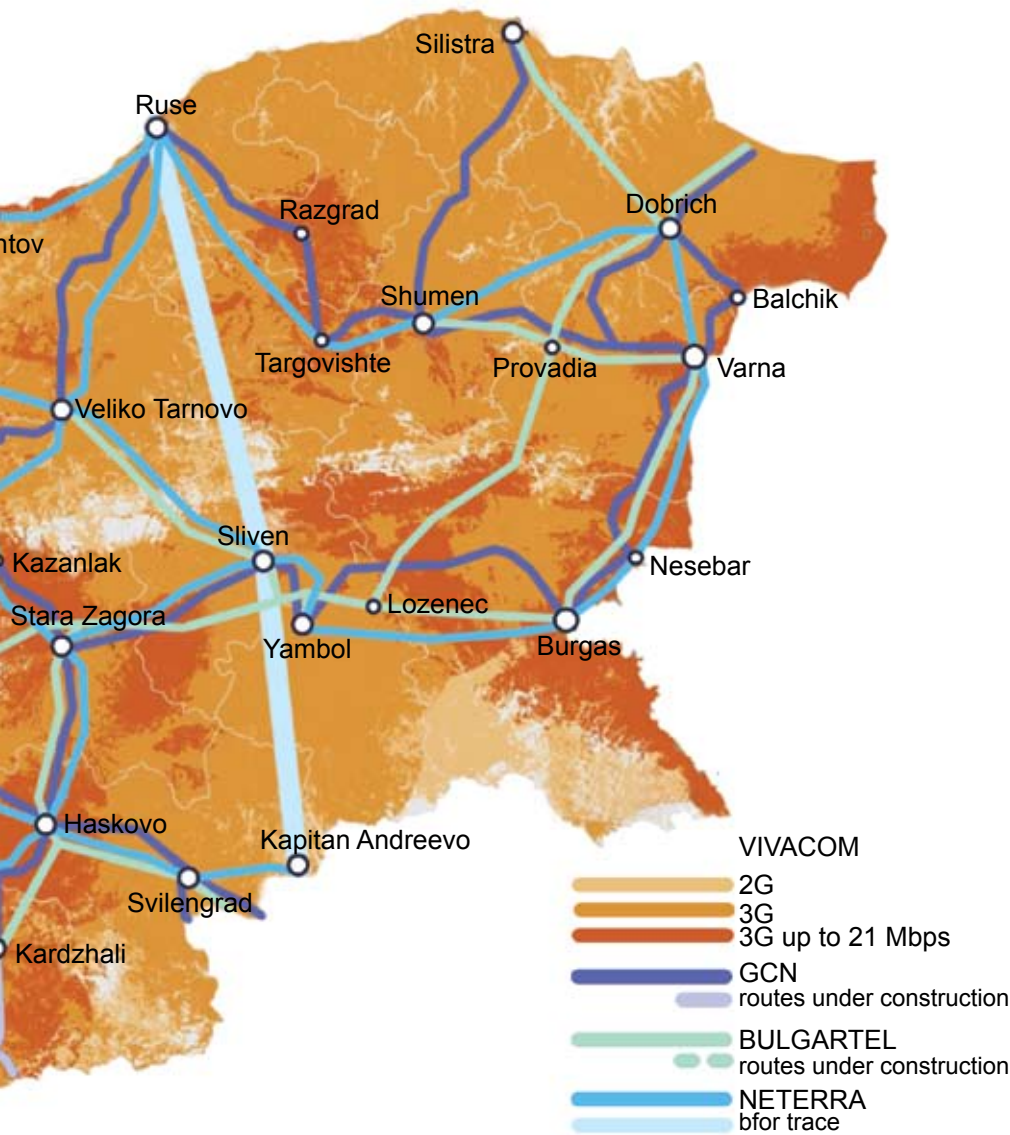 Silistra
Ruse
Razgrad
Dobrich
ntov
Shumen
Balchik
Targovishte
Provadia
Varna
Veliko Tarnovo
Sliven
Kazanlak
Nesebar
Stara Zagora
Lozenec
Yambol
Burgas
Haskovo
Kapitan Andreevo
Svilengrad
Kardzhali
VIVACOM
2G
3G
3G up to 21 Mbps
GCN
routes under construction
BULGARTEL
routes under construction
NETERRA
bfor trace